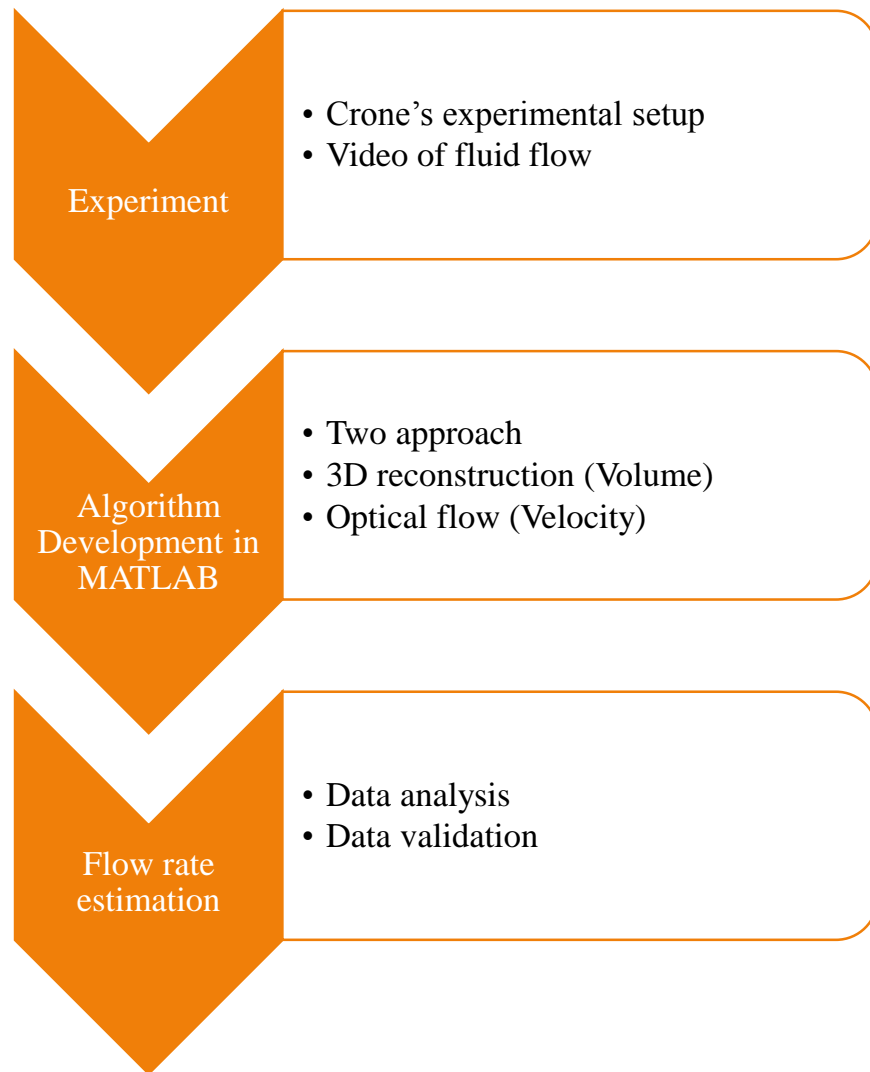 Experiment
• Crone’s experimental setup
• Video of fluid flow
Algorithm
Development in
MATLAB
• Two approach
• 3D reconstruction (Volume)
• Optical flow (Velocity)
Flow rate
estimation
• Data analysis
• Data validation